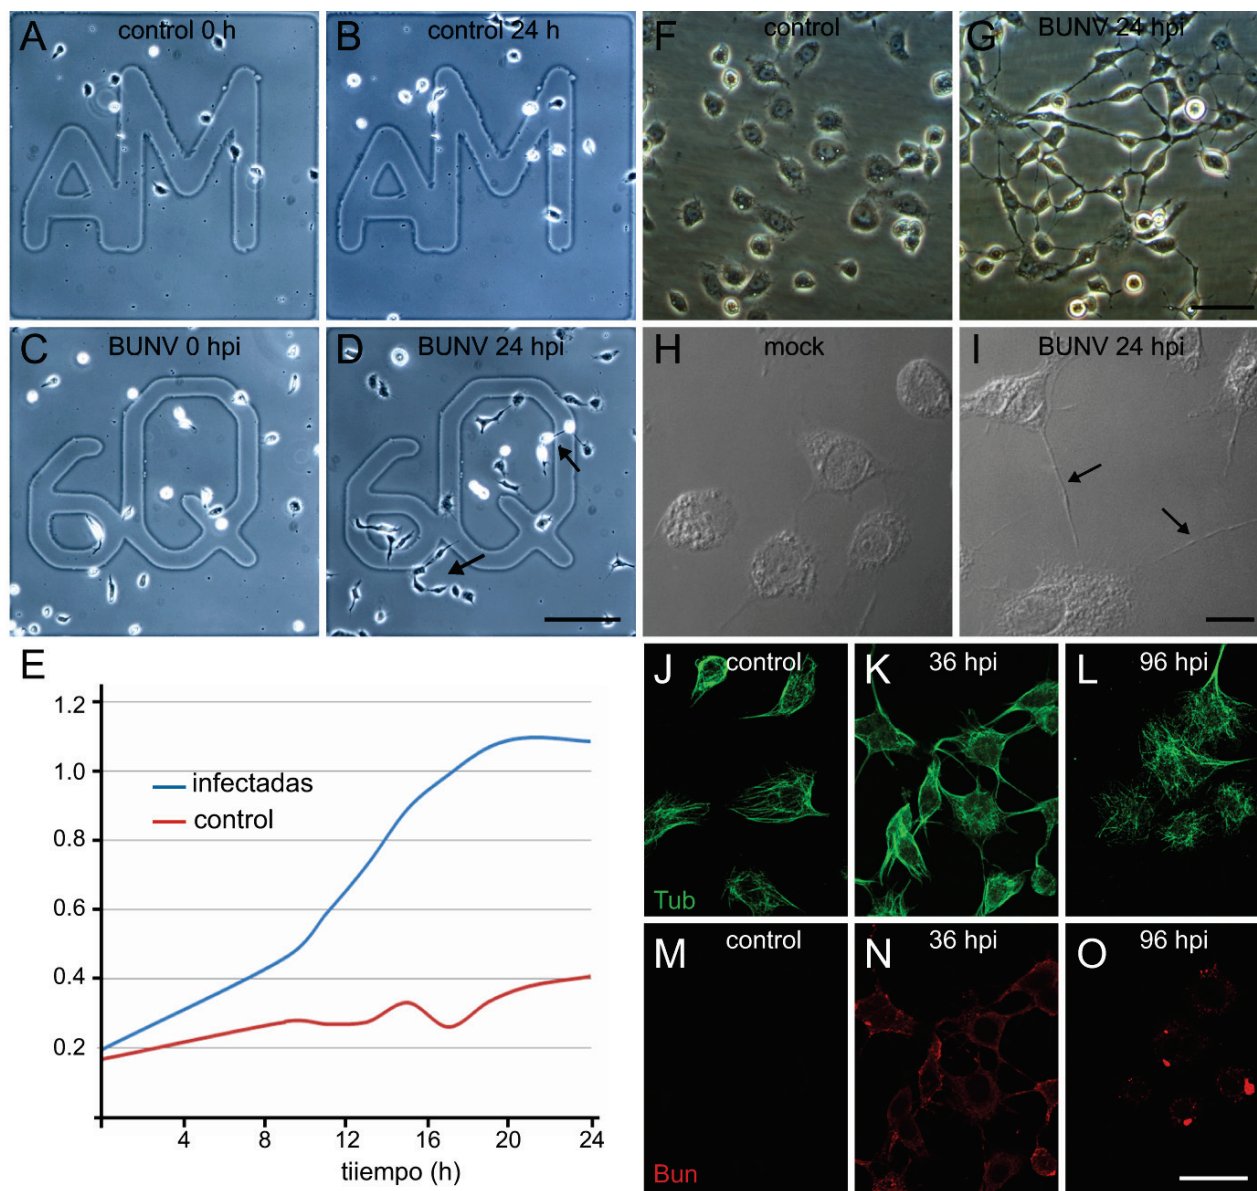 A control 0 h
B control 24 h
AM
AM
C BUNV 0 hpi
D BUNV 24 hpi
6Q
6Q
F control
G BUNV 24 hpi
H mock
I BUNV 24 hpi
E
1.2
1.0
0.8
0.6
0.4
0.2
infectadas
control
4 8 12 16 20 24
tiiempo (h)
J control
K 36 hpi
L 96 hpi
Tub
M control
N 36 hpi
O 96 hpi
Bun